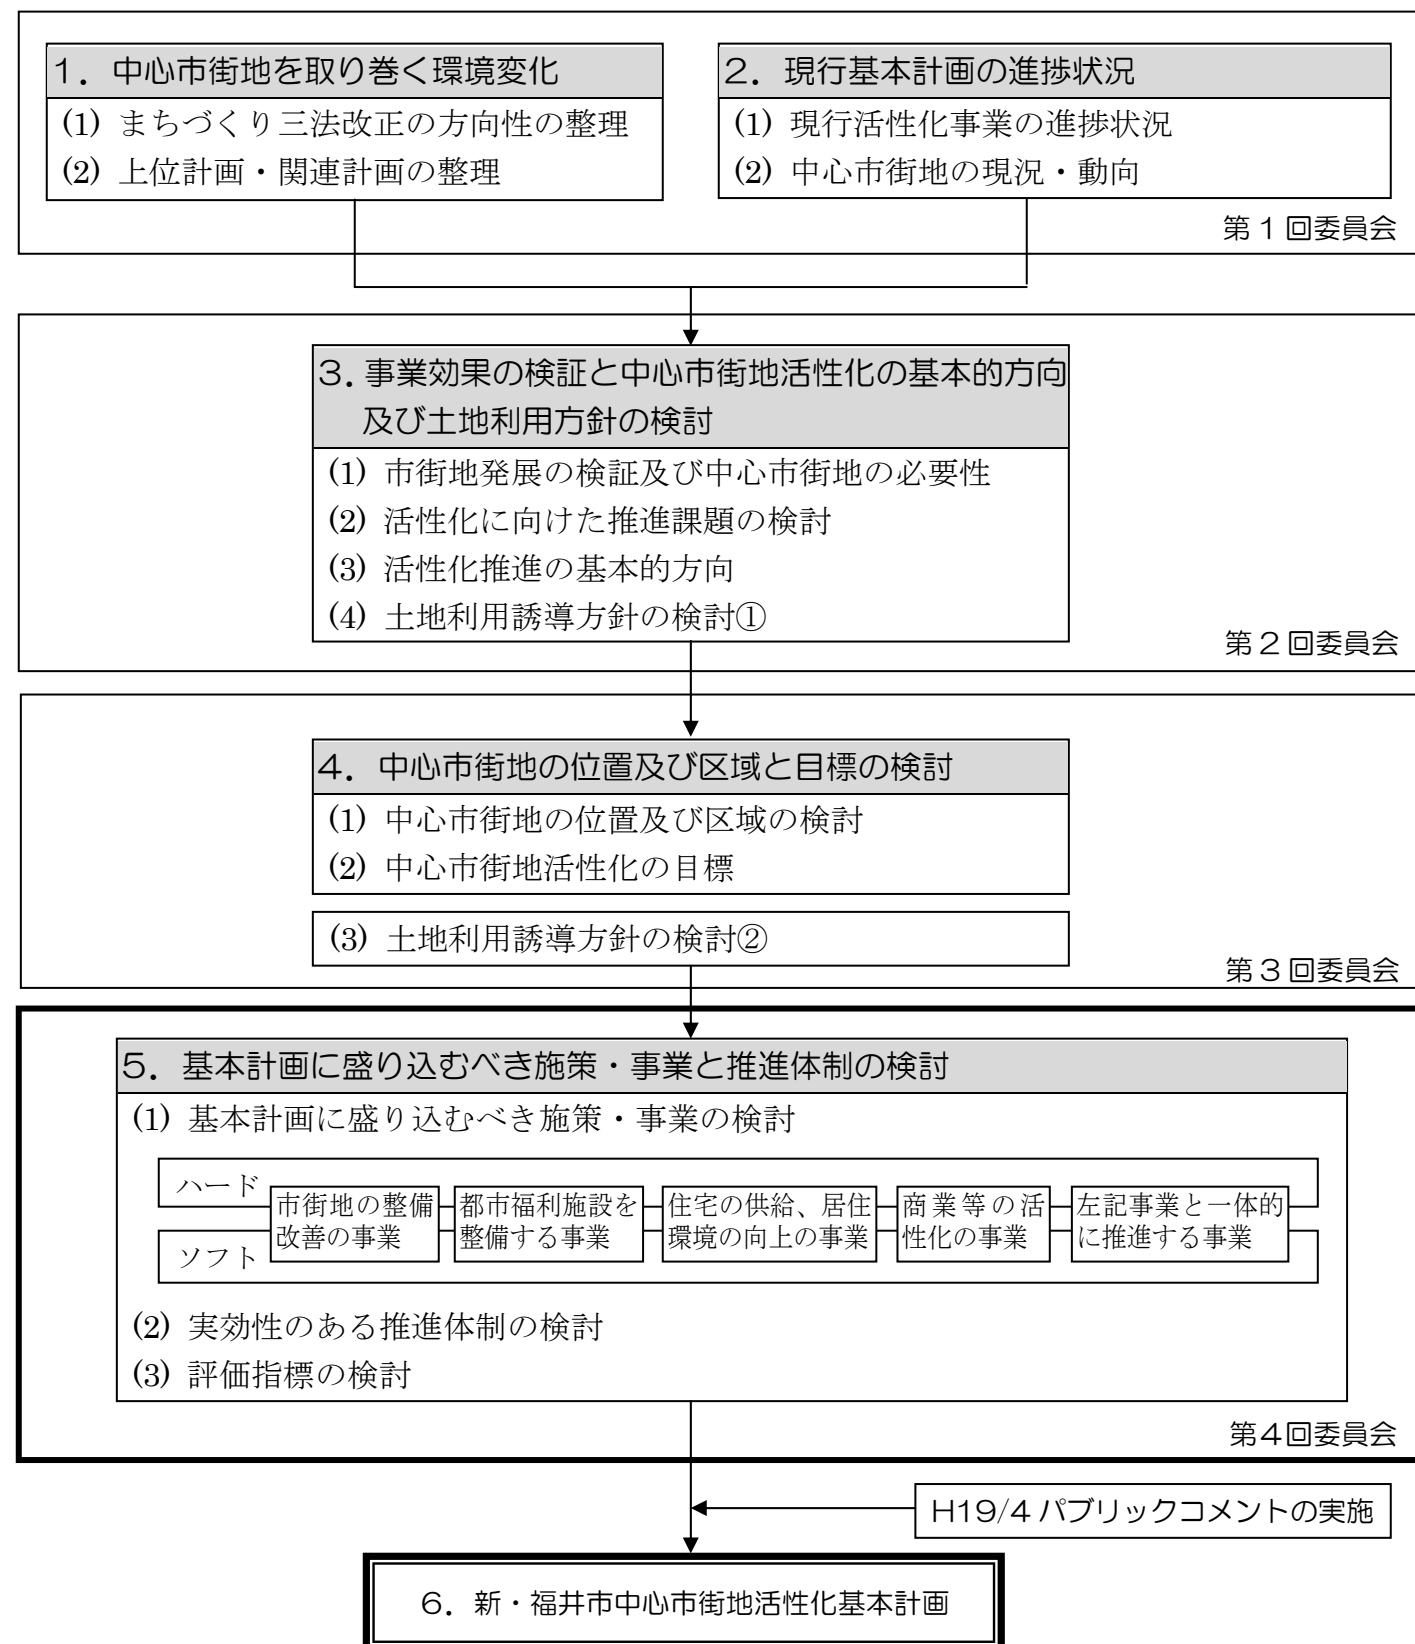 1. 中心市街地を取り巻く環境変化
(1) まちづくり三法改正の方向性の整理
(2) 上位計画・関連計画の整理
2. 現行基本計画の進捗状況
(1) 現行活性化事業の進捗状況
(2) 中心市街地の現況・動向
第1回委員会
3. 事業効果の検証と中心市街地活性化の基本的方向
及び土地利用方針の検討
(1) 市街地発展の検証及び中心市街地の必要性
(2) 活性化に向けた推進課題の検討
(3) 活性化推進の基本的方向
(4) 土地利用誘導方針の検討①
第2回委員会
4. 中心市街地の位置及び区域と目標の検討
(1) 中心市街地の位置及び区域の検討
(2) 中心市街地活性化の目標
(3) 土地利用誘導方針の検討②
第3回委員会
5. 基本計画に盛り込むべき施策・事業と推進体制の検討
(1) 基本計画に盛り込むべき施策・事業の検討
ハード
ソフト
市街地の整備
改善の事業
都市福利施設を
整備する事業
住宅の供給、居住
環境の向上の事業
商業等の活
性化の事業
左記事業と一体的
に推進する事業
(2) 実効性のある推進体制の検討
(3) 評価指標の検討
第4回委員会
H19/4 パブリックコメントの実施
6. 新・福井市中心市街地活性化基本計画